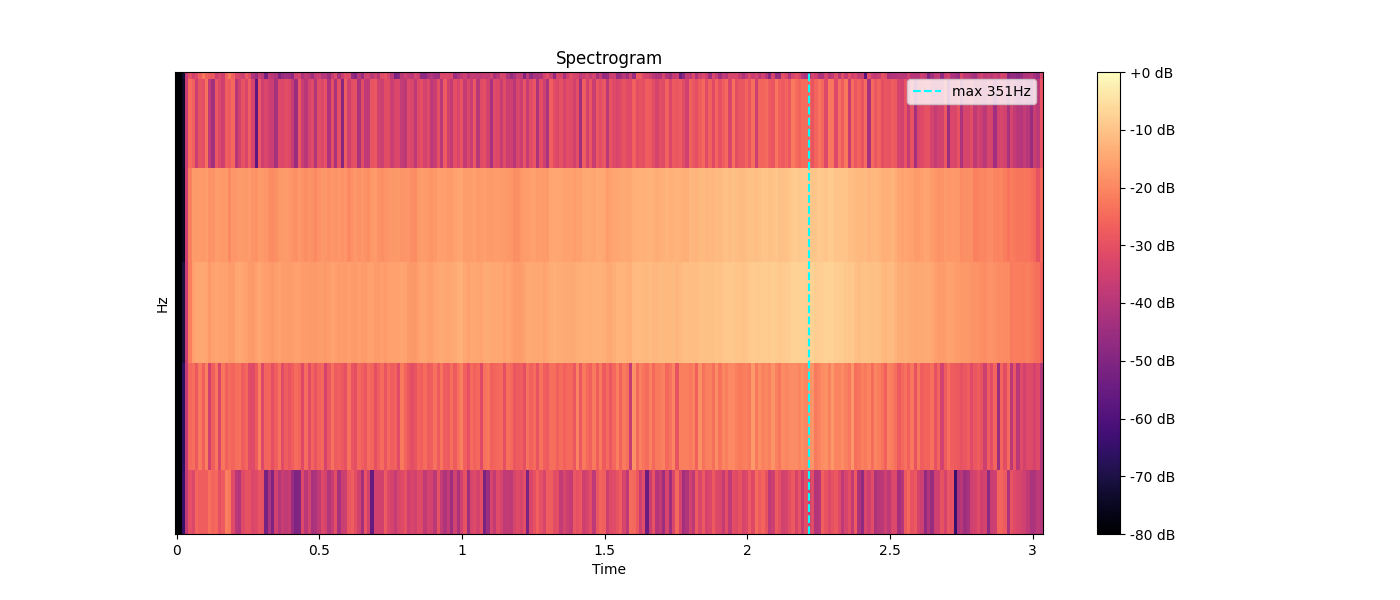 Spectrogram
max 351Hz
Hz
0
0.5
1
1.5
2
2.5
3
Time
+0 dB
-10 dB
-20 dB
-30 dB
-40 dB
-50 dB
-60 dB
-70 dB
-80 dB